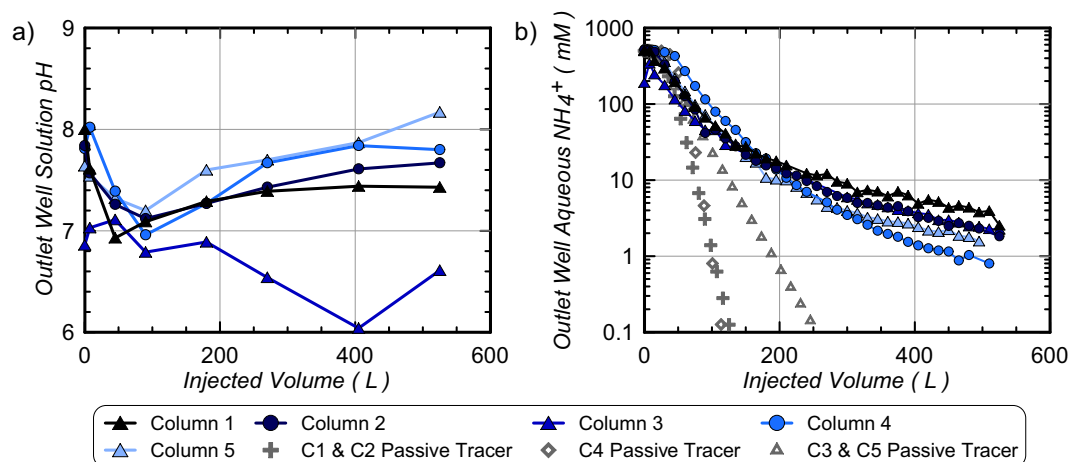 a)
Outlet Well Solution pH
9
8
7
6
0
200
400
600
Injected Volume ( L )
b)
Outlet Well Aqueous NH4+ ( mM )
1000
100
10
1
0.1
0
200
400
600
Injected Volume ( L )
Column 1 Column 2 Column 3 Column 4
Column 5 C1 & C2 Passive Tracer C4 Passive Tracer C3 & C5 Passive Tracer